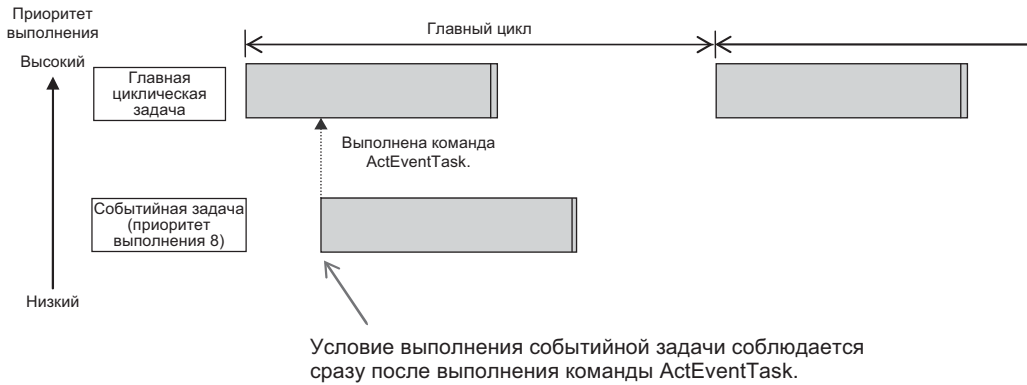 Приоритет
выполнения
Высокий
Главный цикл
Главная
циклическая
задача
Выполнена команда
ActEventTask.
Событийная задача
(приоритет
выполнения 8)
Низкий
Условие выполнения событийной задачи соблюдается
сразу после выполнения команды ActEventTask.